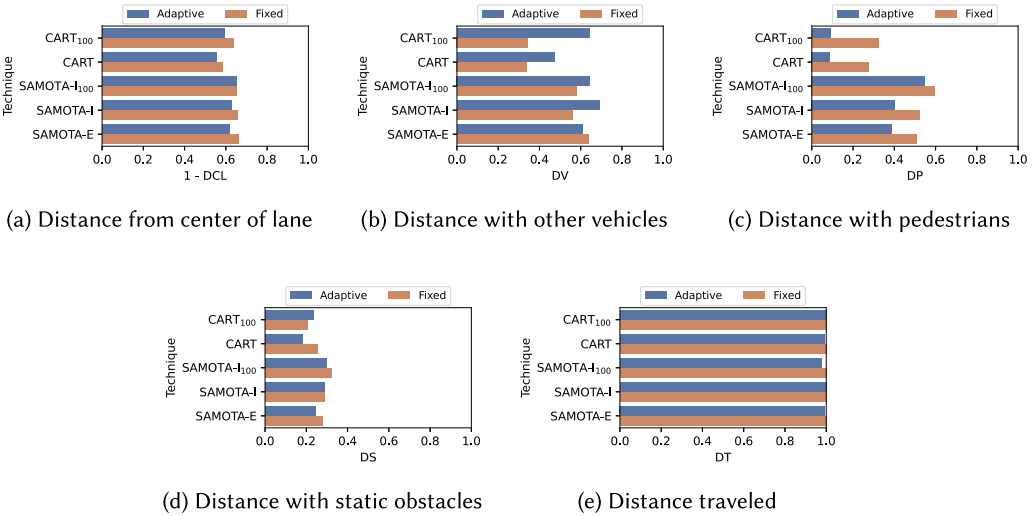 Adaptive Fixed
CART100
CART
SAMOTA-I100
SAMOTA-I
SAMOTA-E
Technique
0.0 0.2 0.4 0.6 0.8 1.0
1 - DCL
(a) Distance from center of lane
Adaptive Fixed
CART100
CART
SAMOTA-I100
SAMOTA-I
SAMOTA-E
Technique
0.0 0.2 0.4 0.6 0.8 1.0
DV
(b) Distance with other vehicles
Adaptive Fixed
CART100
CART
SAMOTA-I100
SAMOTA-I
SAMOTA-E
Technique
0.0 0.2 0.4 0.6 0.8 1.0
DP
(c) Distance with pedestrians
Adaptive Fixed
CART100
CART
SAMOTA-I100
SAMOTA-I
SAMOTA-E
Technique
0.0 0.2 0.4 0.6 0.8 1.0
DS
(d) Distance with static obstacles
Adaptive Fixed
CART100
CART
SAMOTA-I100
SAMOTA-I
SAMOTA-E
Technique
0.0 0.2 0.4 0.6 0.8 1.0
DT
(e) Distance traveled